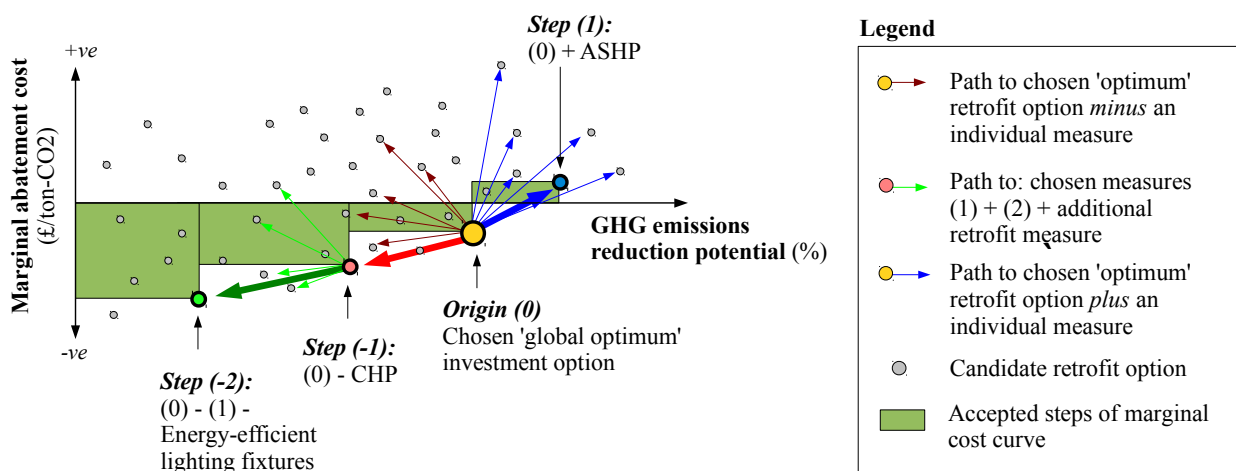 Step (1):
(0) + ASHP
+ve
Marginal abatement cost
(£/ton-CO2)
-ve
GHG emissions
reduction potential (%)
Origin (0)
Chosen 'global optimum'
investment option
Step (-1):
(0) - CHP
Step (-2):
(0) - (1) -
Energy-efficient
lighting fixtures
Legend
Path to chosen 'optimum'
retrofit option minus an
individual measure
Path to: chosen measures
(1) + (2) + additional
retrofit measure
Path to chosen 'optimum'
retrofit option plus an
individual measure
Candidate retrofit option
Accepted steps of marginal
cost curve